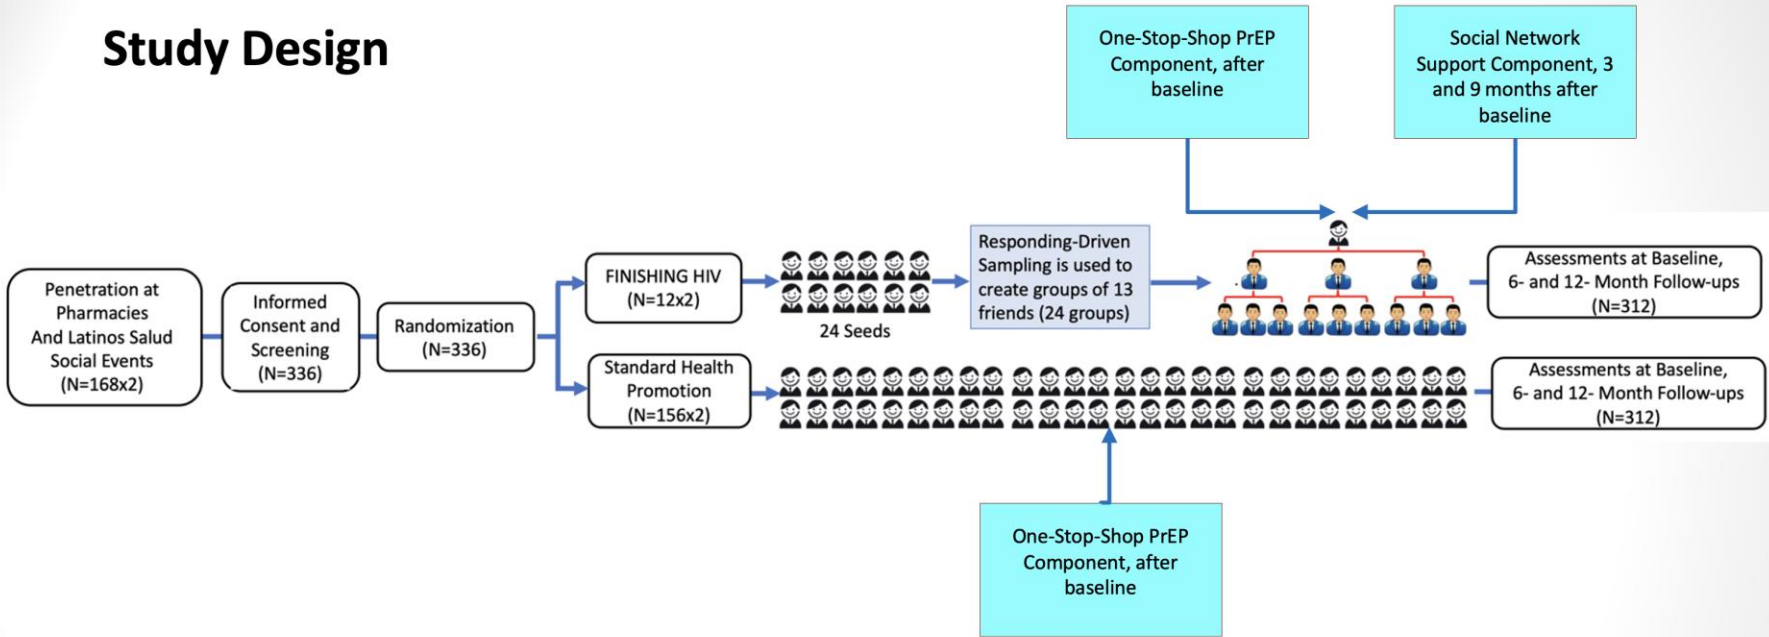 Study Design
One-Stop-Shop PrEP
Component, after
baseline
Social Network
Support Component, 3
and 9 months after
baseline
Penetration at
Pharmacies
And Latinos Salud
Social Events
(N=168x2)
Informed
Consent and
Screening
(N=336)
Randomization
(N=336)
FINISHING HIV
(N=12x2)
24 Seeds
Responding-Driven
Sampling is used to
create groups of 13
friends (24 groups)
Assessments at Baseline,
6- and 12- Month Follow-ups
(N=312)
Standard Health
Promotion
(N=156x2)
Assessments at Baseline,
6- and 12- Month Follow-ups
(N=312)
One-Stop-Shop PrEP
Component, after
baseline